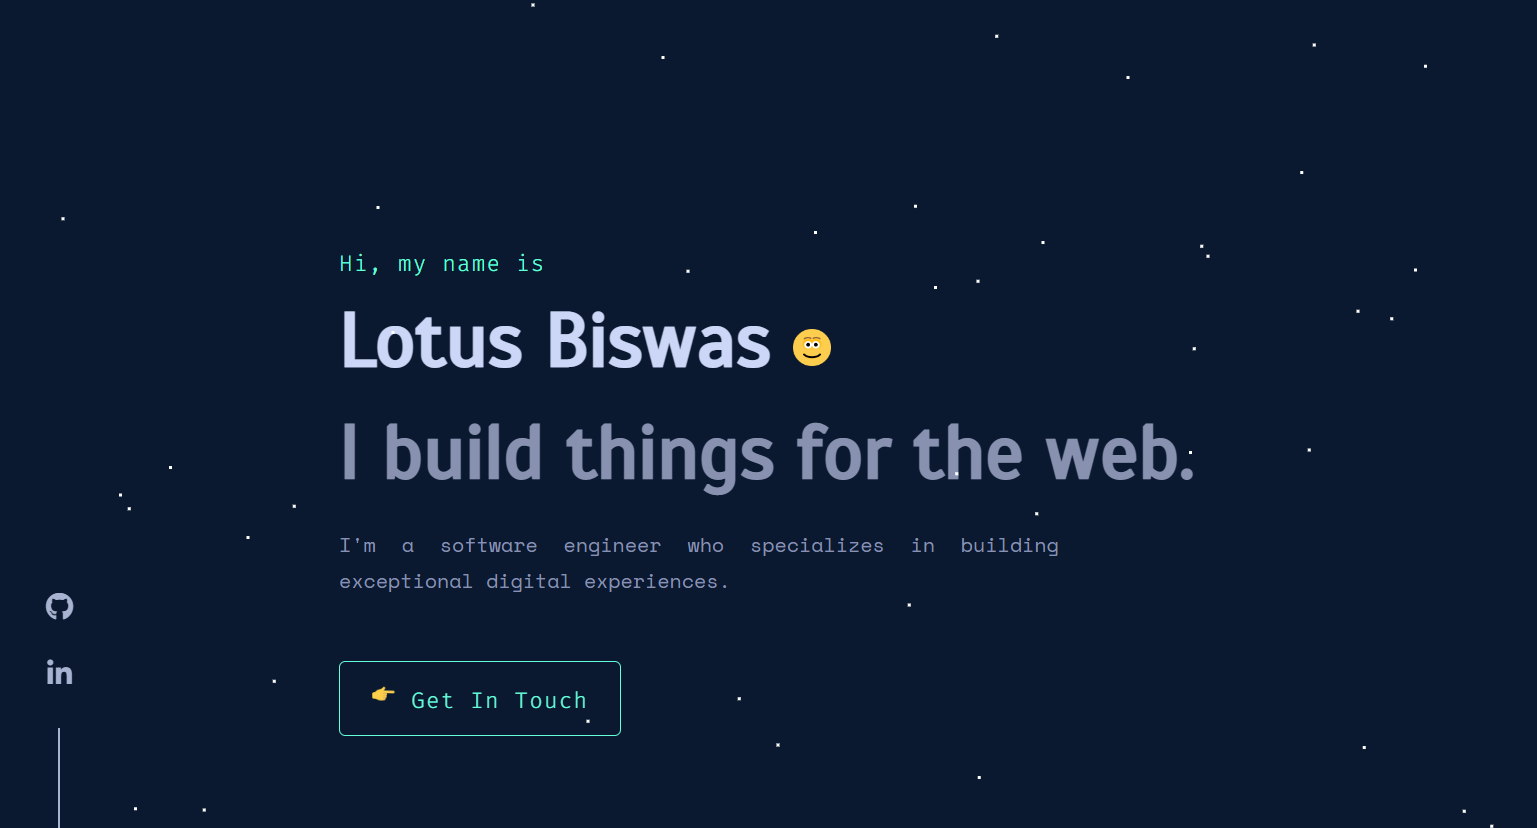 Hi, my name is
Lotus Biswas
I build things for the web.
I'm a software engineer who specializes in building
exceptional digital experiences.
in
Get In Touch